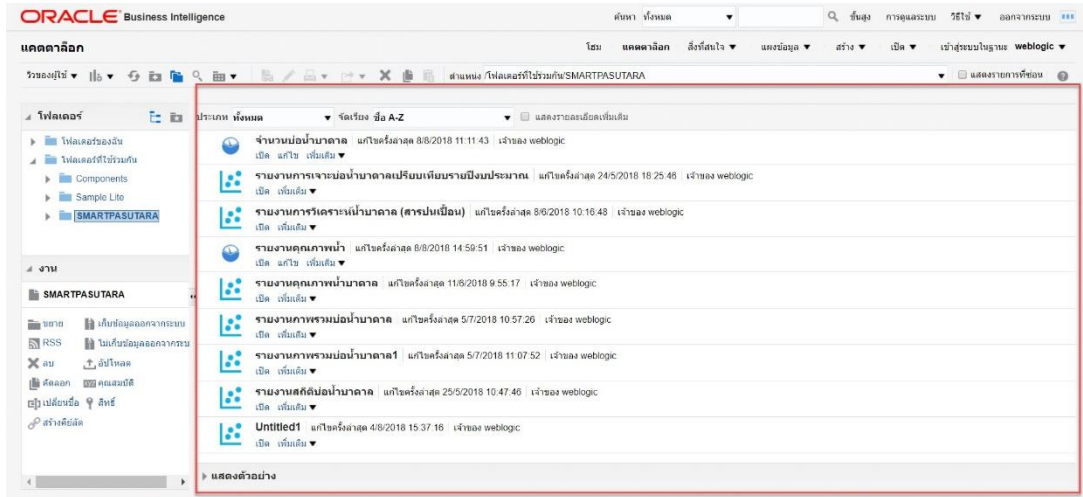 ORACLE Business Intelligence
ค้นหา ทั้งหมด ขั้นสูง การดูแลระบบ วิธีใช้ ออกจากระบบ
แคตตาล็อก
โฮม แคตตาล็อก สิ่งที่สนใจ แผงข้อมูล สร้าง เปิด เข้าสู่ระบบในฐานะ weblogic
วิวของผู้ใช้ ตำแหน่ง /โฟลเดอร์ที่ใช้ร่วมกัน/SMARTPASUTARA แสดงรายการที่ซ่อน
โฟลเดอร์
โฟลเดอร์ของฉัน
โฟลเดอร์ที่ใช้ร่วมกัน
Components
Sample Lite
SMARTPASUTARA
งาน
SMARTPASUTARA
ขยาย เก็บข้อมูลออกจากระบบ
RSS ไม่เก็บข้อมูลออกจากระบ
ลบ อัปโหลด
คัดลอก คุณสมบัติ
เปลี่ยนชื่อ สิทธิ์
สร้างคีย์ลัด
ประเภท ทั้งหมด จัดเรียง ชื่อ A-Z แสดงรายละเอียดเพิ่มเติม
จำนวนบ่อน้ำบาดาล แก้ไขครั้งล่าสุด 8/8/2018 11:11:43 เจ้าของ weblogic
เปิด แก้ไข เพิ่มเติม
รายงานการเจาะบ่อน้ำบาดาลเปรียบเทียบรายปีงบประมาณ แก้ไขครั้งล่าสุด 24/5/2018 18:25:46 เจ้าของ weblogic
เปิด เพิ่มเติม
รายงานการวิเคราะห์น้ำบาดาล (สารปนเปื้อน) แก้ไขครั้งล่าสุด 8/6/2018 10:16:48 เจ้าของ weblogic
เปิด เพิ่มเติม
รายงานคุณภาพน้ำ แก้ไขครั้งล่าสุด 8/8/2018 14:59:51 เจ้าของ weblogic
เปิด แก้ไข เพิ่มเติม
รายงานคุณภาพน้ำบาดาล แก้ไขครั้งล่าสุด 11/6/2018 9:55:17 เจ้าของ weblogic
เปิด เพิ่มเติม
รายงานภาพรวมบ่อน้ำบาดาล แก้ไขครั้งล่าสุด 5/7/2018 10:57:26 เจ้าของ weblogic
เปิด เพิ่มเติม
รายงานภาพรวมบ่อน้ำบาดาล1 แก้ไขครั้งล่าสุด 5/7/2018 11:07:52 เจ้าของ weblogic
เปิด เพิ่มเติม
รายงานสถิติบ่อน้ำบาดาล แก้ไขครั้งล่าสุด 25/5/2018 10:47:46 เจ้าของ weblogic
เปิด เพิ่มเติม
Untitled1 แก้ไขครั้งล่าสุด 4/8/2018 15:37:16 เจ้าของ weblogic
เปิด เพิ่มเติม
แสดงตัวอย่าง